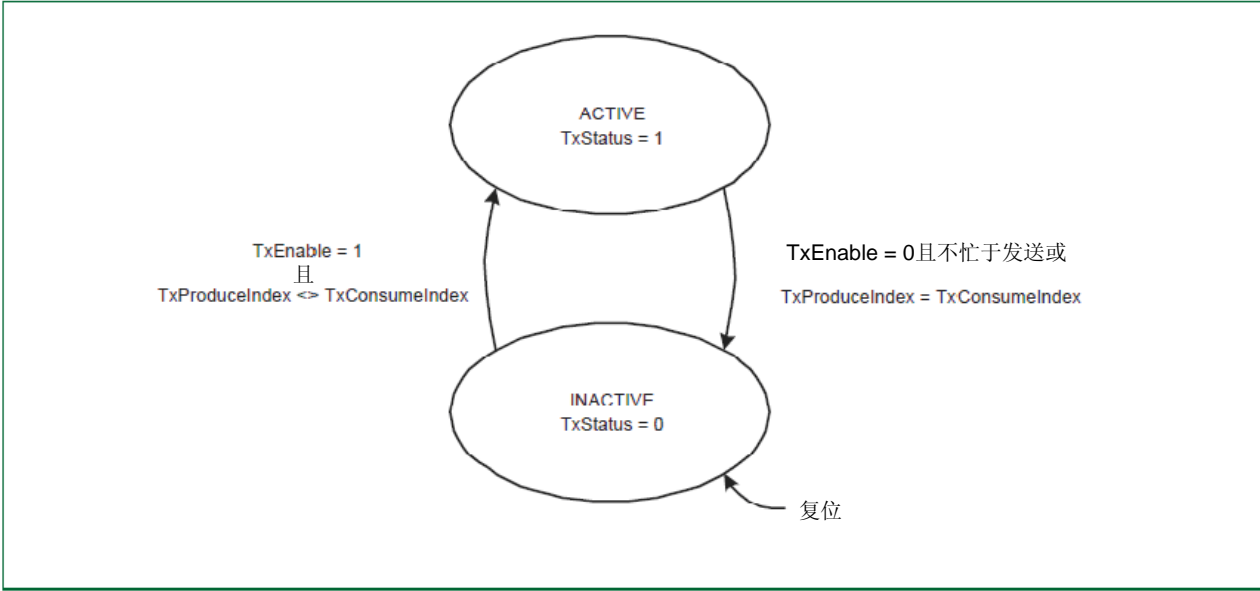 ACTIVE
TxStatus = 1
TxEnable = 1
且
TxProduceIndex <> TxConsumeIndex
TxEnable = 0且不忙于发送或
TxProduceIndex = TxConsumeIndex
INACTIVE
TxStatus = 0
复位